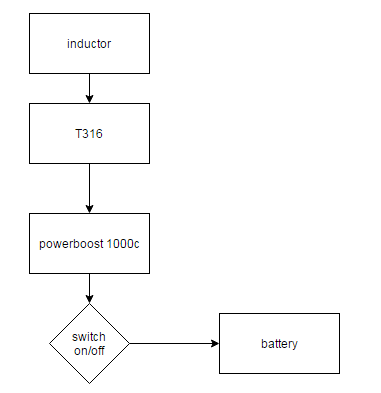 inductor
T316
powerboost 1000c
switch
on/off
battery